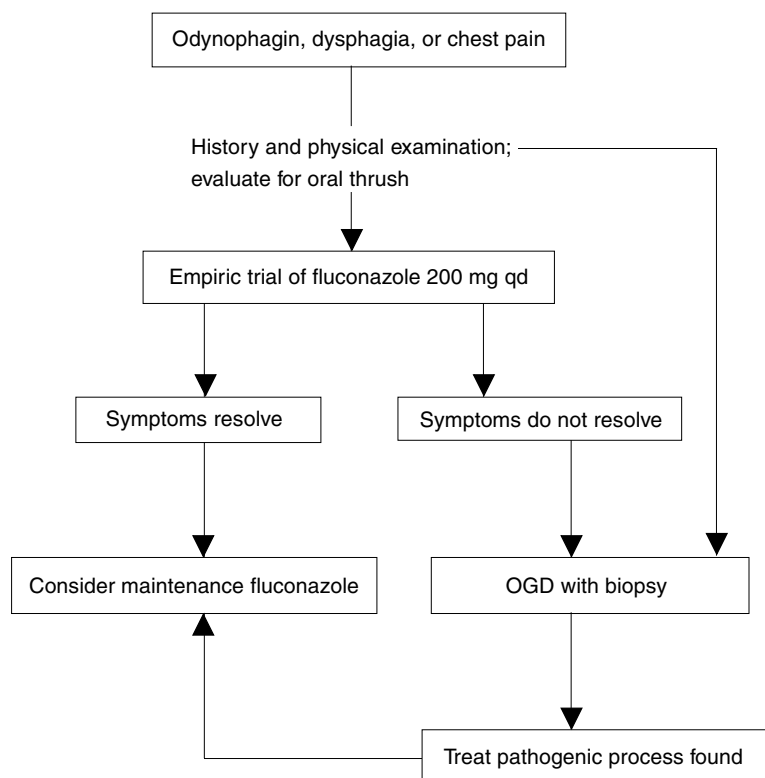 Odynophagin, dysphagia, or chest pain
History and physical examination;
evaluate for oral thrush
Empiric trial of fluconazole 200 mg qd
Symptoms resolve
Symptoms do not resolve
Consider maintenance fluconazole
OGD with biopsy
Treat pathogenic process found